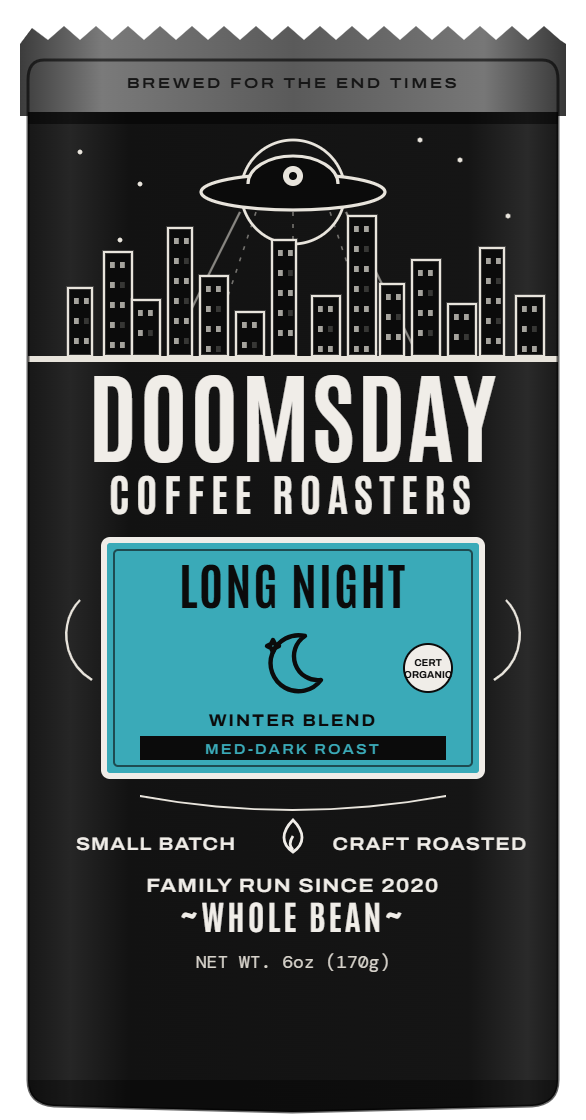 BREWED FOR THE END TIMES
DOOMSDAY
COFFEE ROASTERS
LONG NIGHT
CERT
ORGANIC
WINTER BLEND
MED-DARK ROAST
SMALL BATCH CRAFT ROASTED
FAMILY RUN SINCE 2020
~WHOLE BEAN~
NET WT. 6oz (170g)